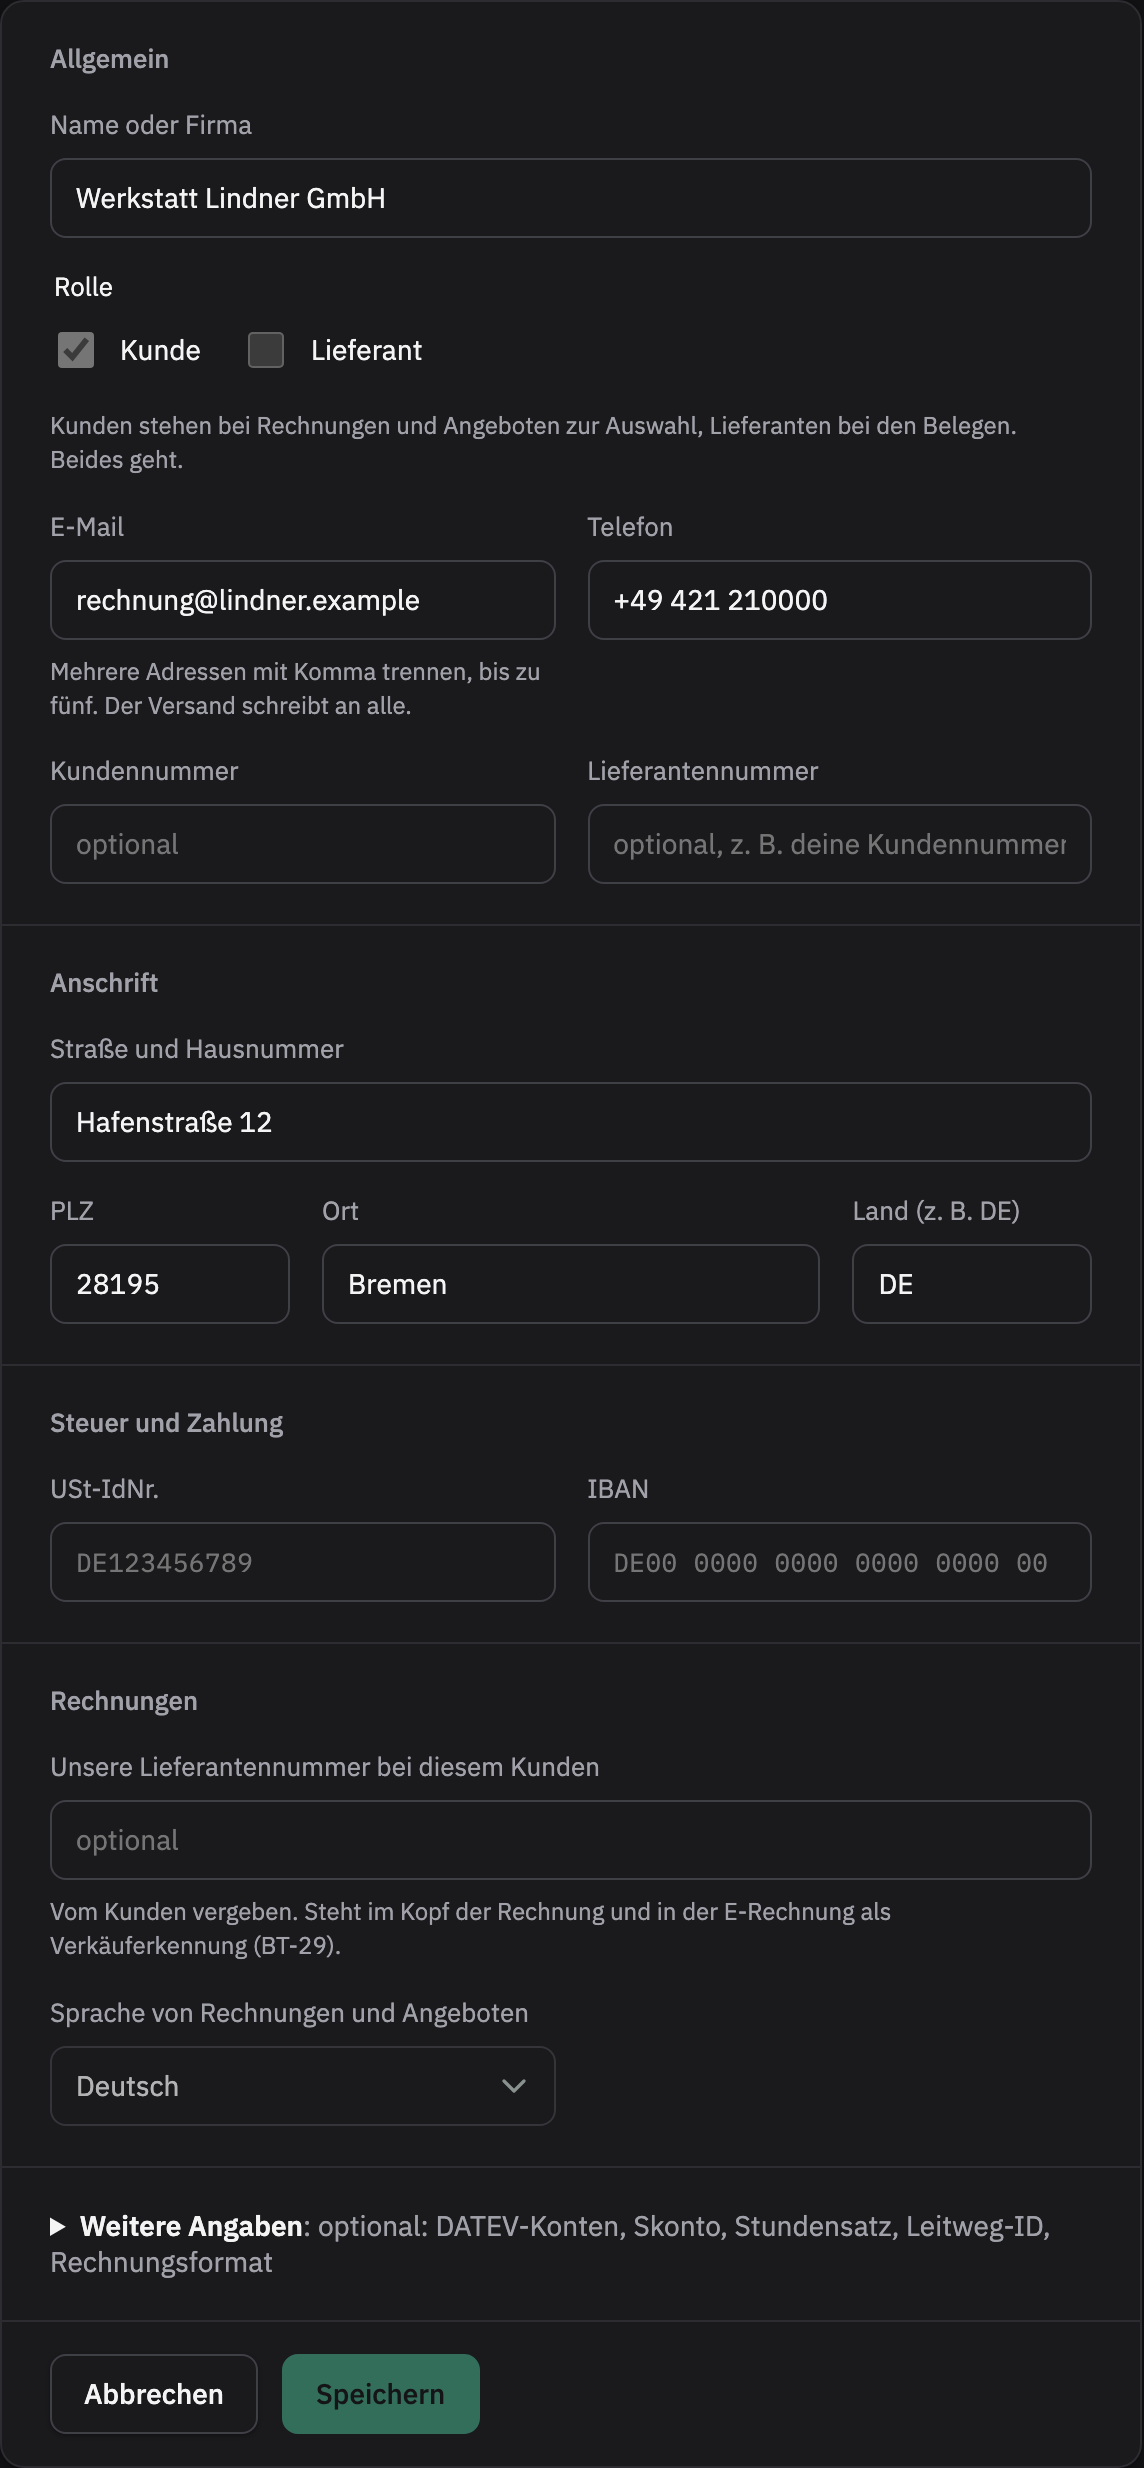 Allgemein
Name oder Firma
Werkstatt Lindner GmbH
Rolle
Kunde Lieferant
Kunden stehen bei Rechnungen und Angeboten zur Auswahl, Lieferanten bei den Belegen.
Beides geht.
E-Mail Telefon
rechnung@lindner.example +49 421 210000
Mehrere Adressen mit Komma trennen, bis zu
fünf. Der Versand schreibt an alle.
Kundennummer Lieferantennummer
optional optional, z. B. deine Kundennummer
Anschrift
Straße und Hausnummer
Hafenstraße 12
PLZ Ort Land (z. B. DE)
28195 Bremen DE
Steuer und Zahlung
USt-IdNr. IBAN
DE123456789 DE00 0000 0000 0000 0000 00
Rechnungen
Unsere Lieferantennummer bei diesem Kunden
optional
Vom Kunden vergeben. Steht im Kopf der Rechnung und in der E-Rechnung als
Verkäuferkennung (BT-29).
Sprache von Rechnungen und Angeboten
Deutsch
Weitere Angaben: optional: DATEV-Konten, Skonto, Stundensatz, Leitweg-ID,
Rechnungsformat
Abbrechen Speichern